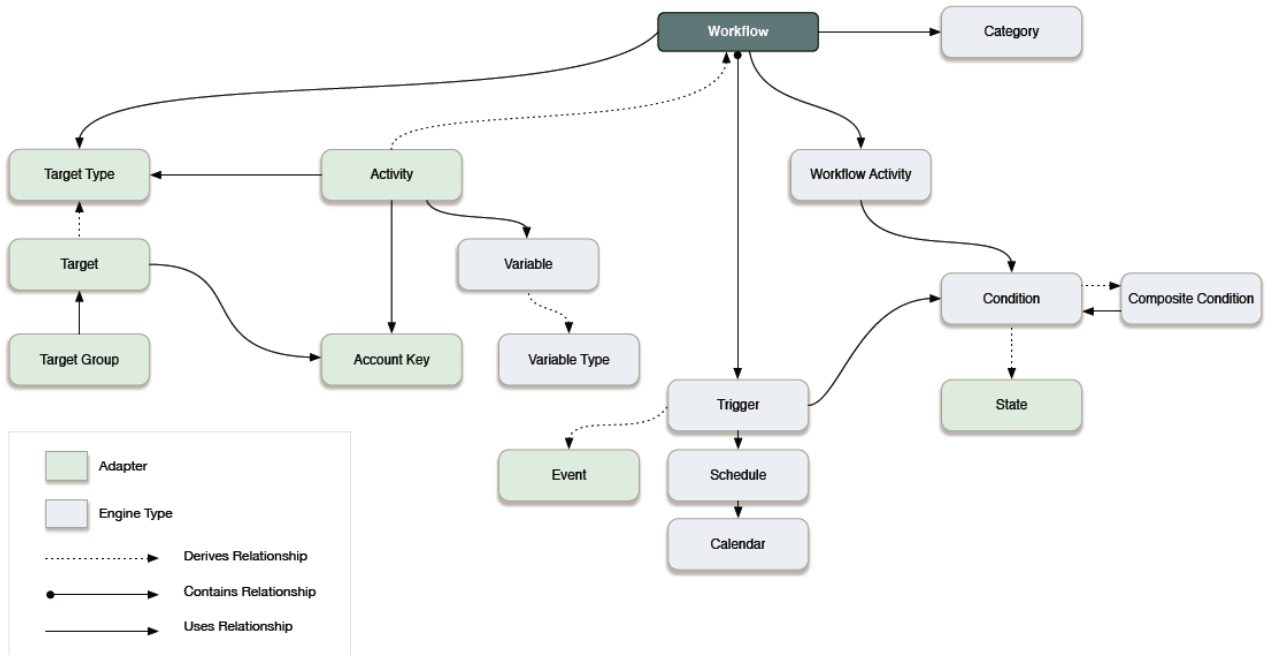 Workflow
Category
Target Type
Activity
Workflow Activity
Target
Variable
Condition
Composite Condition
Target Group
Account Key
Variable Type
Trigger
State
Event
Schedule
Calendar
Adapter
Engine Type
Derives Relationship
Contains Relationship
Uses Relationship